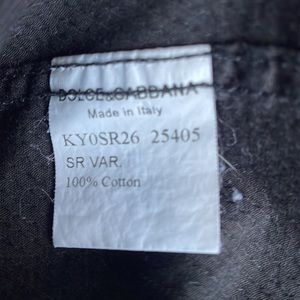 DOLCE&GABBANA
Made in Italy
KY0SR26 25405
SR VAR.
100% Cotton